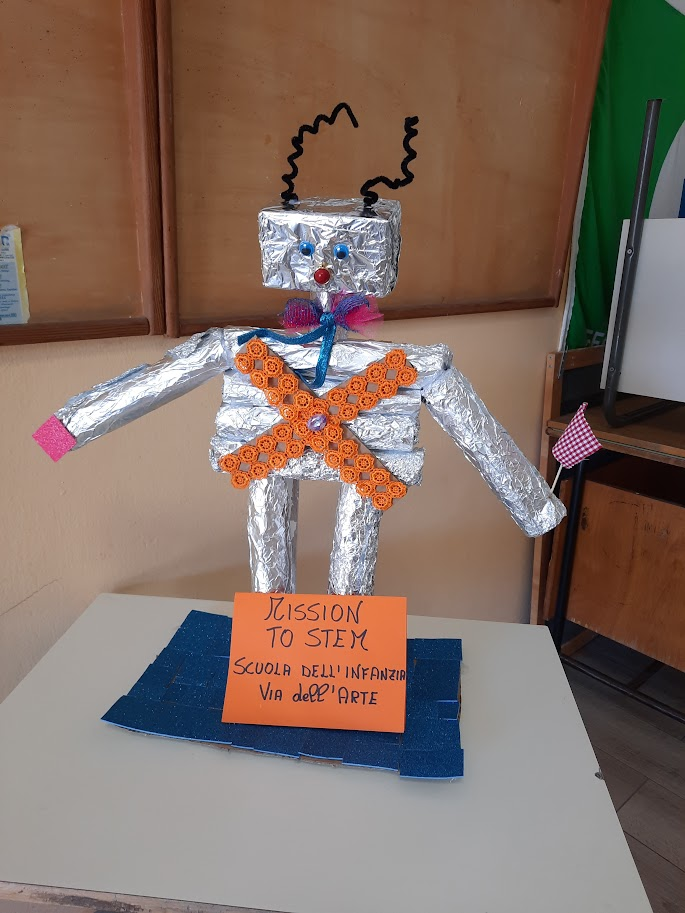 MISSION
TO STEM
SCUOLA DELL'INFANZIA
VIA dell'ARTE